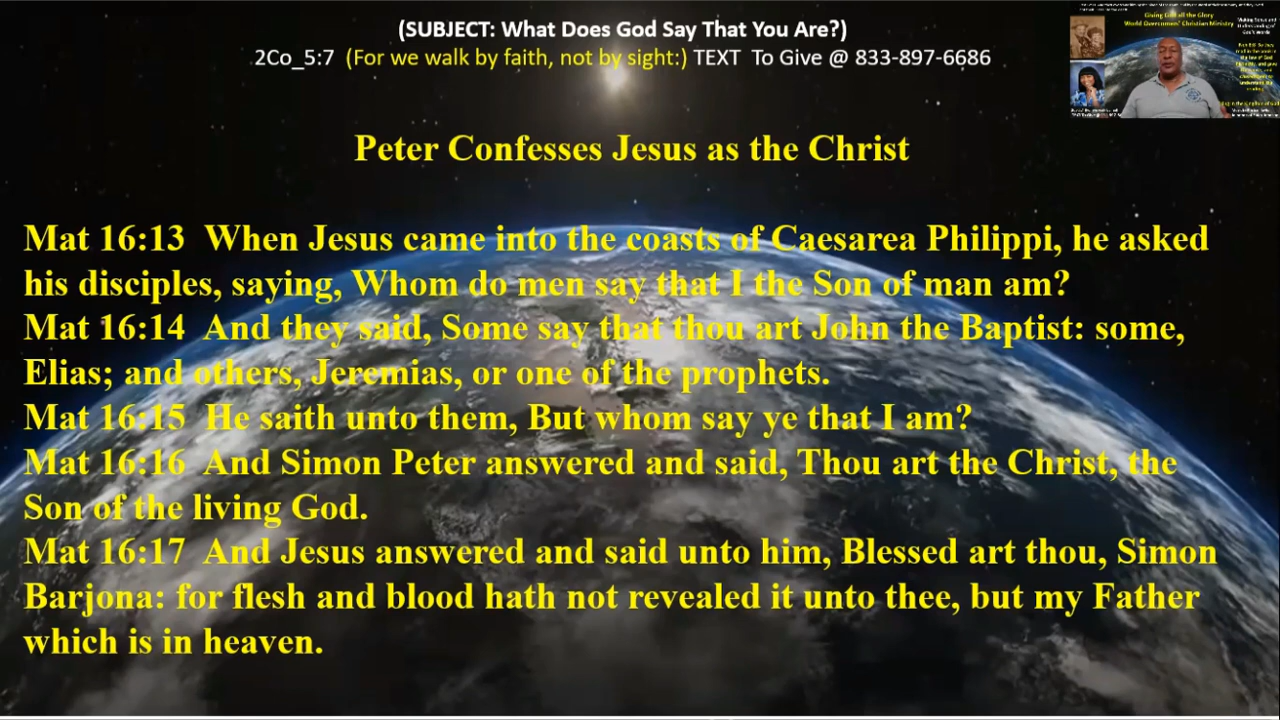 (SUBJECT: What Does God Say That You Are?)
2Co_5:7 (For we walk by faith, not by sight:) TEXT To Give @ 833-897-6686
Giving God all the Glory
World Overcomers' Christian Ministry
Peter Confesses Jesus as the Christ
Mat 16:13 When Jesus came into the coasts of Caesarea Philippi, he asked
his disciples, saying, Whom do men say that I the Son of man am?
Mat 16:14 And they said, Some say that thou art John the Baptist: some,
Elias; and others, Jeremias, or one of the prophets.
Mat 16:15 He saith unto them, But whom say ye that I am?
Mat 16:16 And Simon Peter answered and said, Thou art the Christ, the
Son of the living God.
Mat 16:17 And Jesus answered and said unto him, Blessed art thou, Simon
Barjona: for flesh and blood hath not revealed it unto thee, but my Father
which is in heaven.